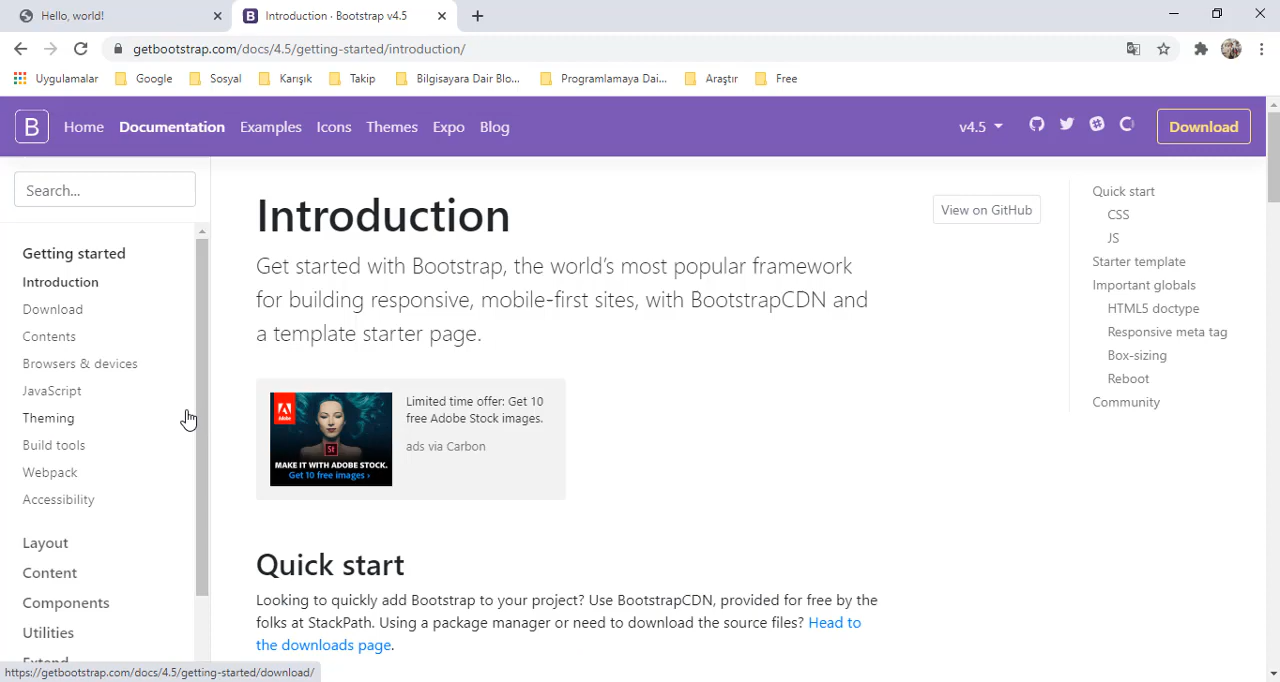 Hello, world!
Introduction · Bootstrap v4.5
getbootstrap.com/docs/4.5/getting-started/introduction/
Uygulamalar Google Sosyal Karışık Takip Bilgisayara Dair Blo... Programlamaya Dai... Araştır Free
B Home Documentation Examples Icons Themes Expo Blog v4.5 Download
Search...
Getting started
Introduction
Download
Contents
Browsers & devices
JavaScript
Theming
Build tools
Webpack
Accessibility
Layout
Content
Components
Utilities
Extend
Introduction
View on GitHub
Get started with Bootstrap, the world’s most popular framework
for building responsive, mobile-first sites, with BootstrapCDN and
a template starter page.
St
MAKE IT WITH ADOBE STOCK.
Get 10 free images ›
Limited time offer: Get 10
free Adobe Stock images.
ads via Carbon
Quick start
Looking to quickly add Bootstrap to your project? Use BootstrapCDN, provided for free by the
folks at StackPath. Using a package manager or need to download the source files? Head to
the downloads page.
Quick start
CSS
JS
Starter template
Important globals
HTML5 doctype
Responsive meta tag
Box-sizing
Reboot
Community
https://getbootstrap.com/docs/4.5/getting-started/download/